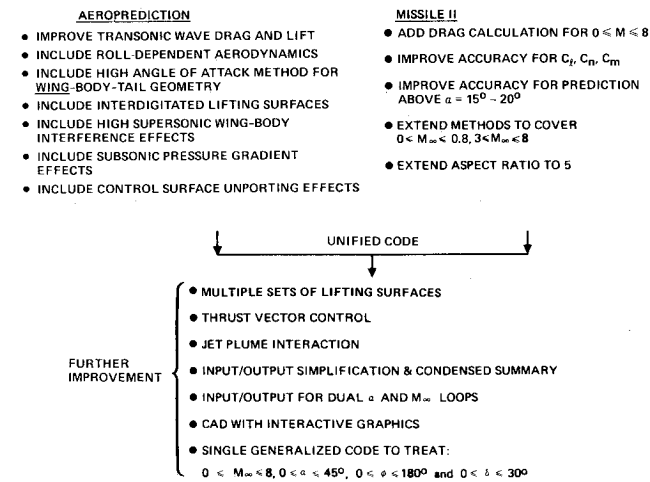 AEROPREDICTION
● IMPROVE TRANSONIC WAVE DRAG AND LIFT
● INCLUDE ROLL-DEPENDENT AERODYNAMICS
● INCLUDE HIGH ANGLE OF ATTACK METHOD FOR
WING-BODY-TAIL GEOMETRY
● INCLUDE INTERDIGITATED LIFTING SURFACES
● INCLUDE HIGH SUPERSONIC WING-BODY
INTERFERENCE EFFECTS
● INCLUDE SUBSONIC PRESSURE GRADIENT
EFFECTS
● INCLUDE CONTROL SURFACE UNPORTING EFFECTS
MISSILE II
● ADD DRAG CALCULATION FOR 0 ≤ M ≤ 8
● IMPROVE ACCURACY FOR Cℓ, Cn, Cm
● IMPROVE ACCURACY FOR PREDICTION
ABOVE α = 15° – 20°
● EXTEND METHODS TO COVER
0 < M∞ ≤ 0.8, 3 ≤ M∞ ≤ 8
● EXTEND ASPECT RATIO TO 5
UNIFIED CODE
FURTHER
IMPROVEMENT
● MULTIPLE SETS OF LIFTING SURFACES
● THRUST VECTOR CONTROL
● JET PLUME INTERACTION
● INPUT/OUTPUT SIMPLIFICATION & CONDENSED SUMMARY
● INPUT/OUTPUT FOR DUAL α AND M∞ LOOPS
● CAD WITH INTERACTIVE GRAPHICS
● SINGLE GENERALIZED CODE TO TREAT:
0 < M∞ ≤ 8, 0 ≤ α ≤ 45°, 0 ≤ φ ≤ 180° and 0 < δ < 30°